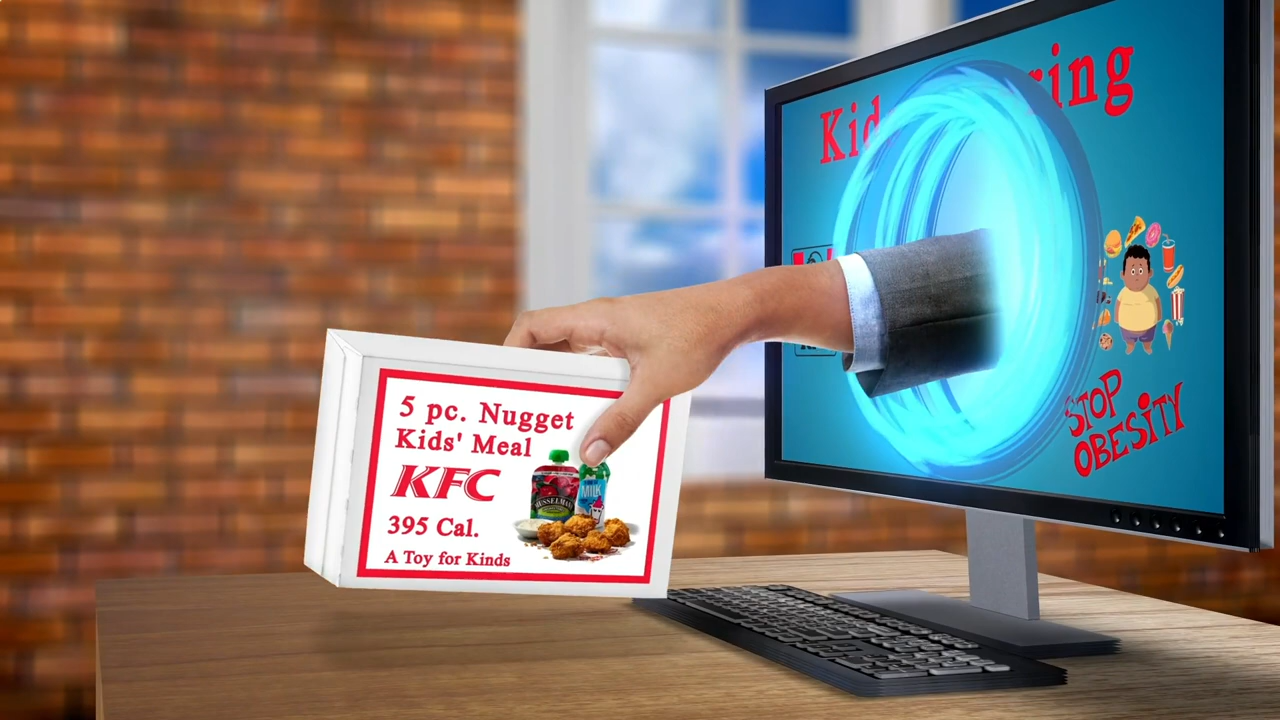 Kid ring
STOP
OBESITY
5 pc. Nugget
Kids' Meal
KFC
395 Cal.
A Toy for Kinds
MILK